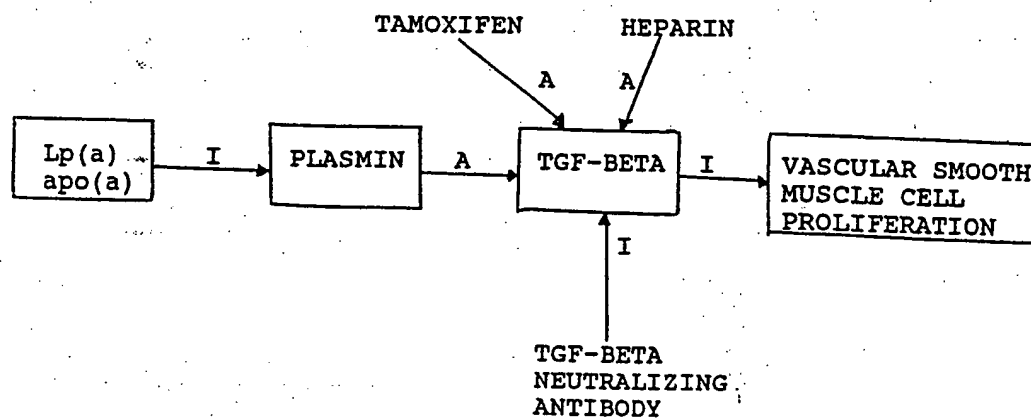 TAMOXIFEN
HEPARIN
A
A
Lp(a)
apo(a)
I
PLASMIN
A
TGF-BETA
I
VASCULAR SMOOTH
MUSCLE CELL
PROLIFERATION
I
TGF-BETA
NEUTRALIZING
ANTIBODY